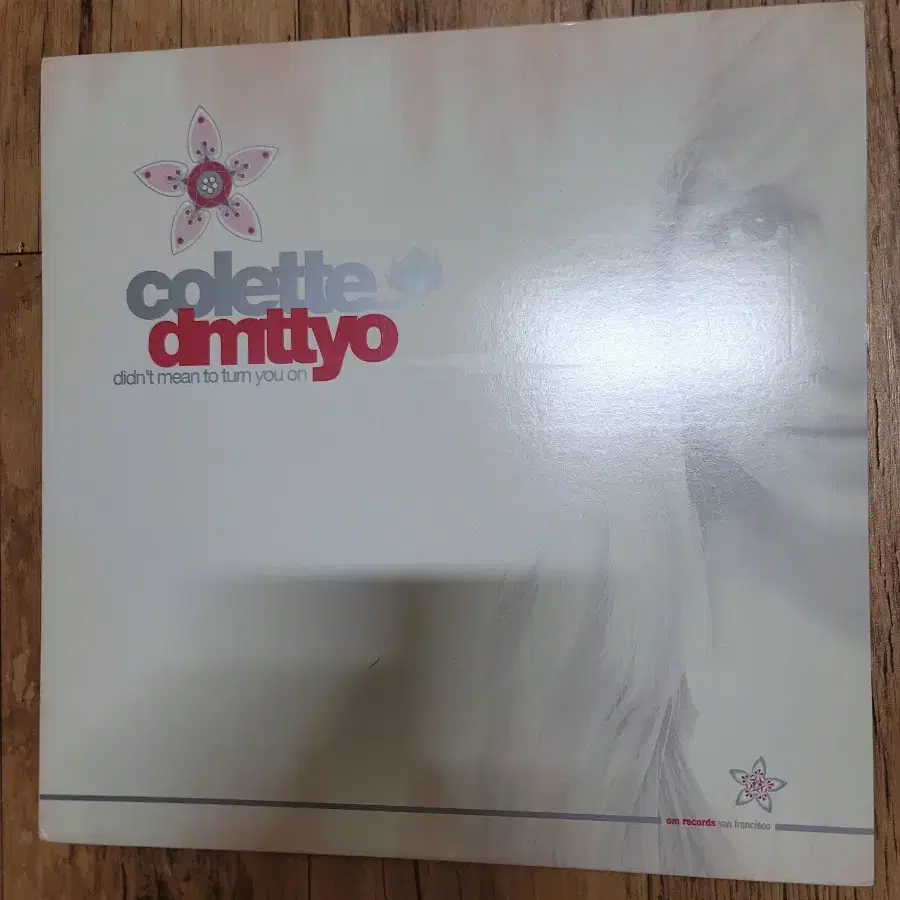 colette
dmttyo
didn't mean to turn you on
om records san francisco